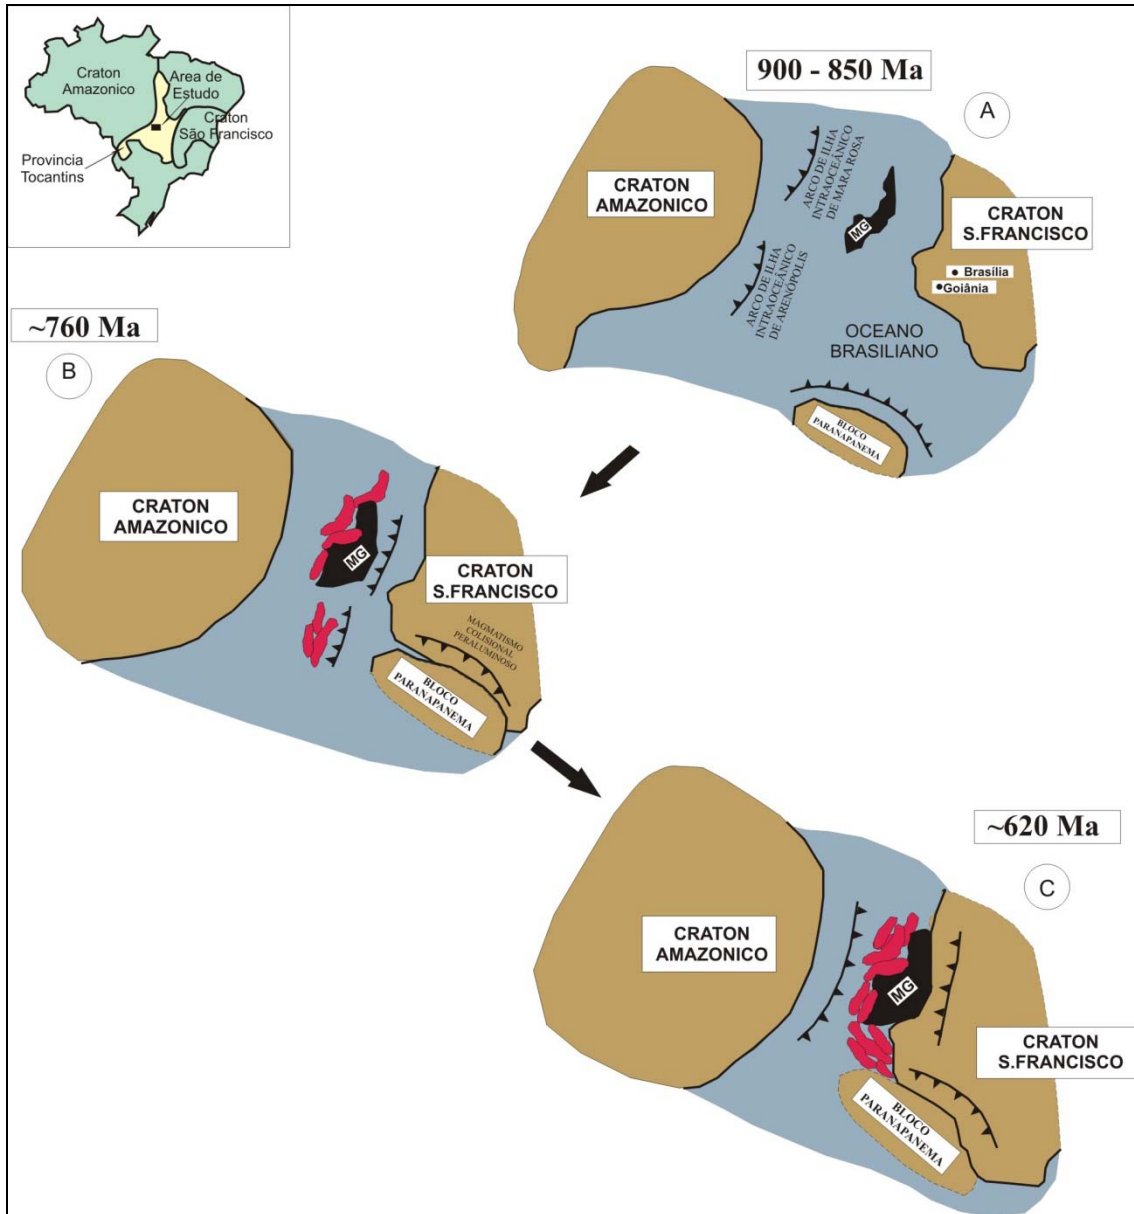 Craton
Amazonico
Area de
Estudo
Craton
São Francisco
Provincia
Tocantins
900 - 850 Ma
A
CRATON
AMAZONICO
ARCO DE ILHA
INTRAOCEÂNICO
DE MARA ROSA
MG
CRATON
S.FRANCISCO
Brasília
Goiânia
ARCO DE ILHA
INTRAOCEÂNICO
DE ARENÓPOLIS
OCEANO
BRASILIANO
BLOCO
PARANAPANEMA
~760 Ma
B
CRATON
AMAZONICO
MG
CRATON
S.FRANCISCO
MAGMATISMO
COLISIONAL
PERALUMINOSO
BLOCO
PARANAPANEMA
~620 Ma
C
CRATON
AMAZONICO
MG
CRATON
S.FRANCISCO
BLOCO
PARANAPANEMA